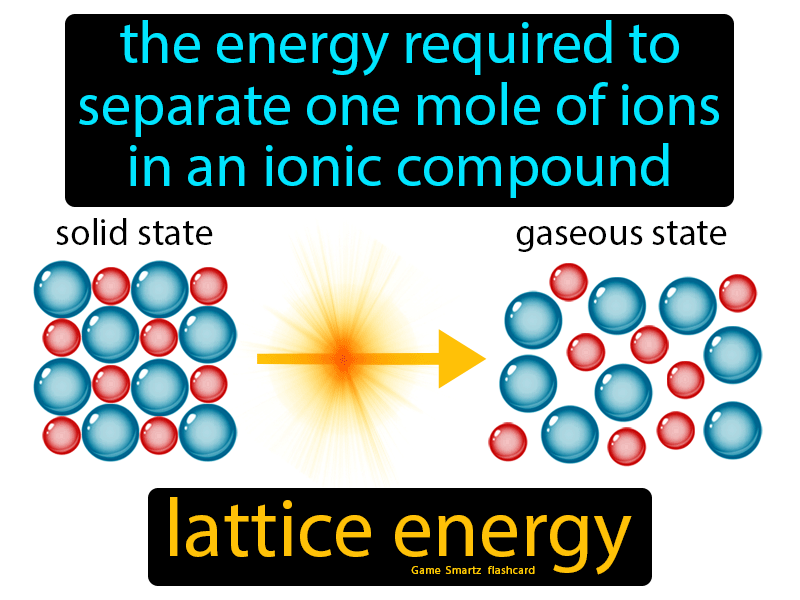 the energy required to
separate one mole of ions
in an ionic compound
solid state
gaseous state
lattice energy
Game Smartz flashcard